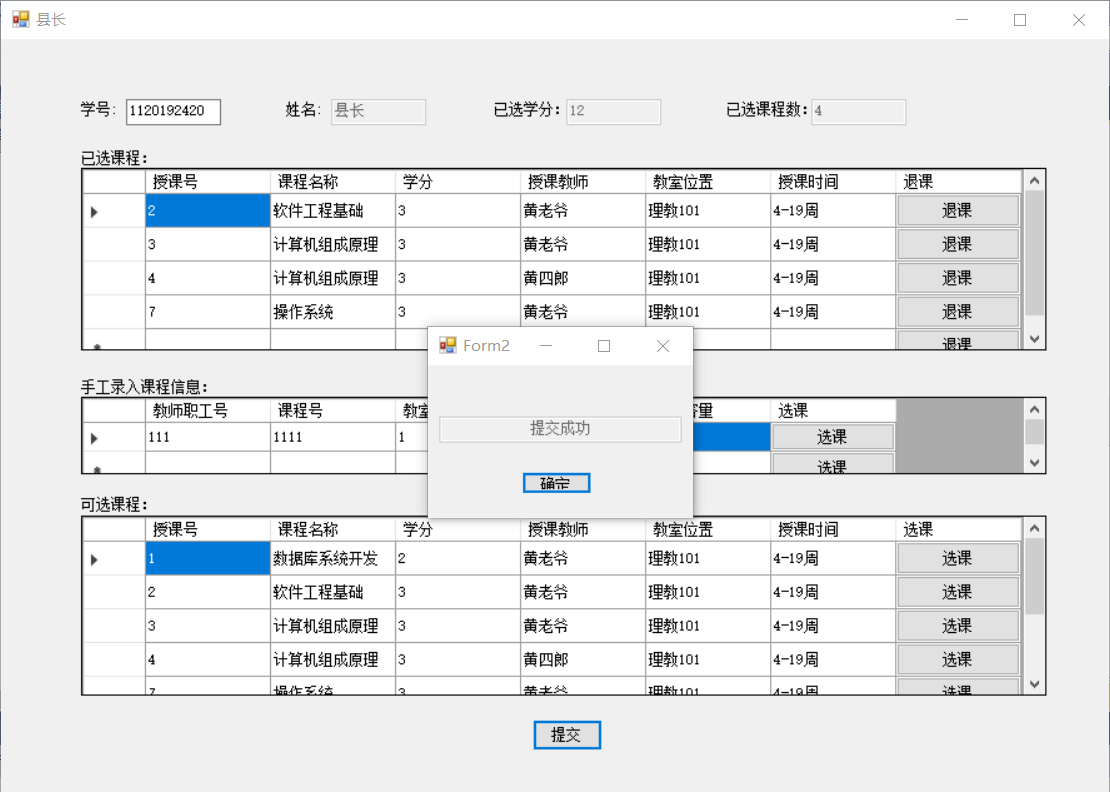 县长
学号: 1120192420 姓名: 县长 已选学分: 12 已选课程数: 4
已选课程:
授课号 课程名称 学分 授课教师 教室位置 授课时间 退课
2 软件工程基础 3 黄老爷 理教101 4-19周 退课
3 计算机组成原理 3 黄老爷 理教101 4-19周 退课
4 计算机组成原理 3 黄四郎 理教101 4-19周 退课
7 操作系统 3 黄老爷 理教101 4-19周 退课
退课
Form2
提交成功
确定
手工录入课程信息:
教师职工号 课程号 教室 容量 选课
111 1111 1 选课
选课
可选课程:
授课号 课程名称 学分 授课教师 教室位置 授课时间 选课
1 数据库系统开发 2 黄老爷 理教101 4-19周 选课
2 软件工程基础 3 黄老爷 理教101 4-19周 选课
3 计算机组成原理 3 黄老爷 理教101 4-19周 选课
4 计算机组成原理 3 黄四郎 理教101 4-19周 选课
7 操作系统 3 黄老爷 理教101 4-19周 选课
提交